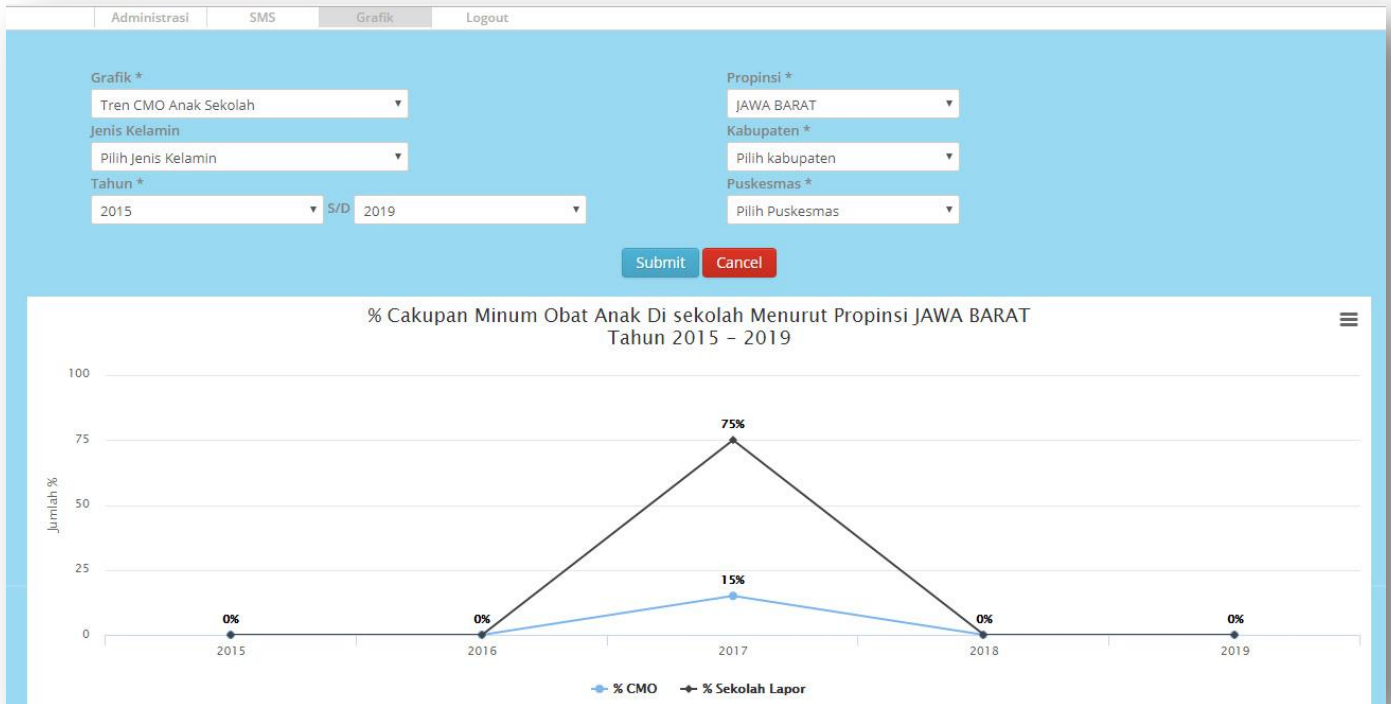 Administrasi SMS Grafik Logout
Grafik * Propinsi *
Tren CMO Anak Sekolah JAWA BARAT
Jenis Kelamin Kabupaten *
Pilih Jenis Kelamin Pilih kabupaten
Tahun * Puskesmas *
2015 S/D 2019 Pilih Puskesmas
Submit Cancel
% Cakupan Minum Obat Anak Di sekolah Menurut Propinsi JAWA BARAT
Tahun 2015 – 2019
100
75%
75
Jumlah %
50
25
15%
0% 0% 0% 0%
0
2015 2016 2017 2018 2019
% CMO % Sekolah Lapor